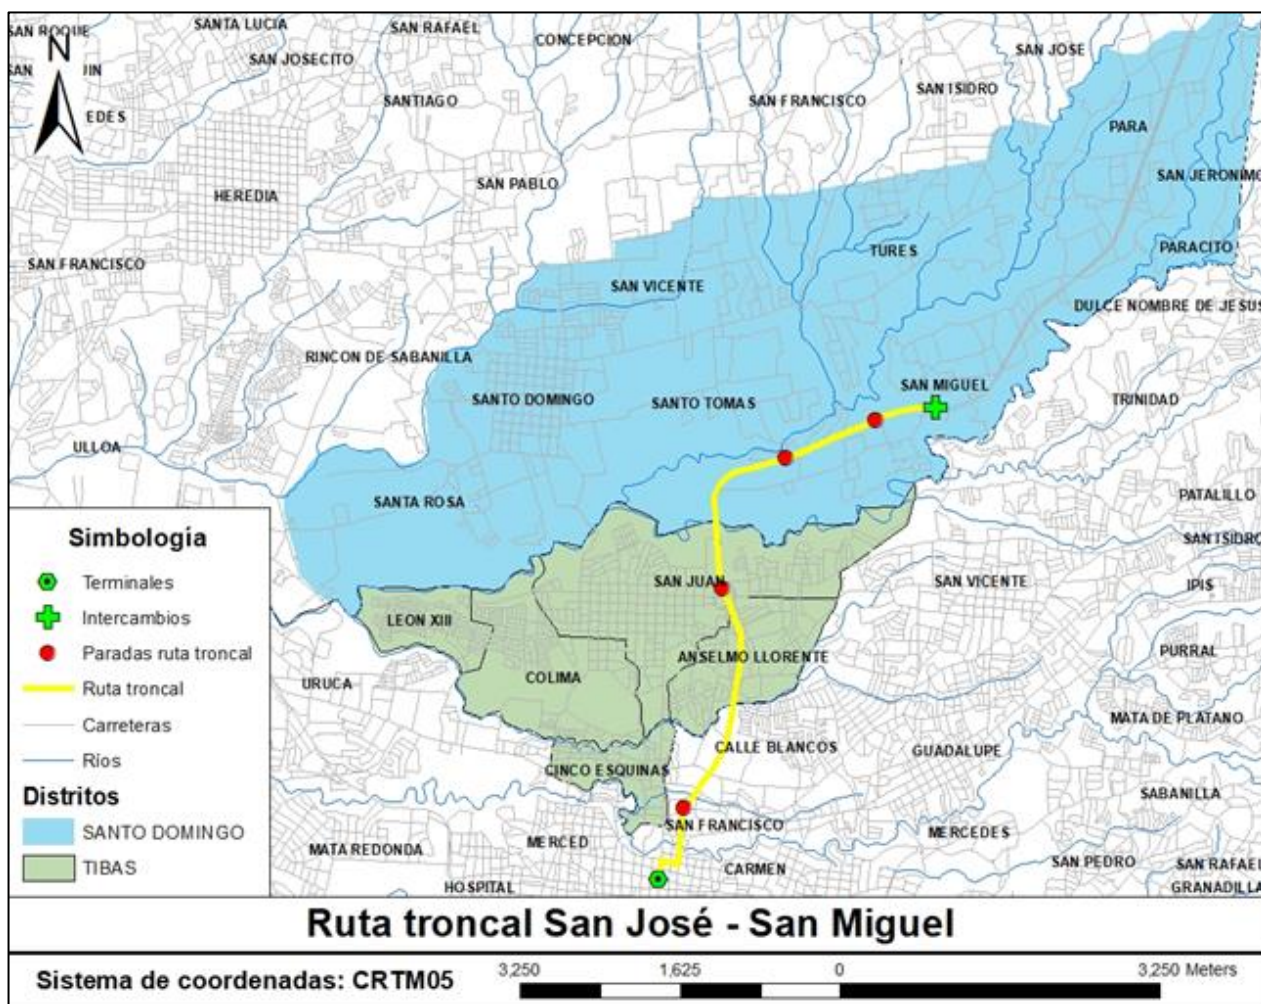 SAN ROQUE
SANTA LUCIA
SAN RAFAEL
CONCEPCION
SAN JOSE
N
SAN JOSECITO
SAN
JIN
SANTIAGO
SAN FRANCISCO
SAN ISIDRO
EDES
PARA
SAN PABLO
SAN JERONIMO
HEREDIA
TURES
PARACITO
SAN FRANCISCO
SAN VICENTE
DULCE NOMBRE DE JESUS
RINCON DE SABANILLA
SAN MIGUEL
SANTO DOMINGO
SANTO TOMAS
TRINIDAD
ULLOA
SANTA ROSA
PATALILLO
SAN ISIDRO
SAN JUAN
SAN VICENTE
IPIS
LEON XIII
PURRAL
ANSELMO LLORENTE
COLIMA
URUCA
MATA DE PLATANO
CALLE BLANCOS
GUADALUPE
CINCO ESQUINAS
SABANILLA
SAN FRANCISCO
MERCEDES
MERCED
MATA REDONDA
SAN PEDRO
SAN RAFAEL
CARMEN
HOSPITAL
GRANADILLA
Simbología
Terminales
Intercambios
Paradas ruta troncal
Ruta troncal
Carreteras
Ríos
Distritos
SANTO DOMINGO
TIBAS
Ruta troncal San José - San Miguel
Sistema de coordenadas: CRTM05
3,250 1,625 0 3,250 Meters